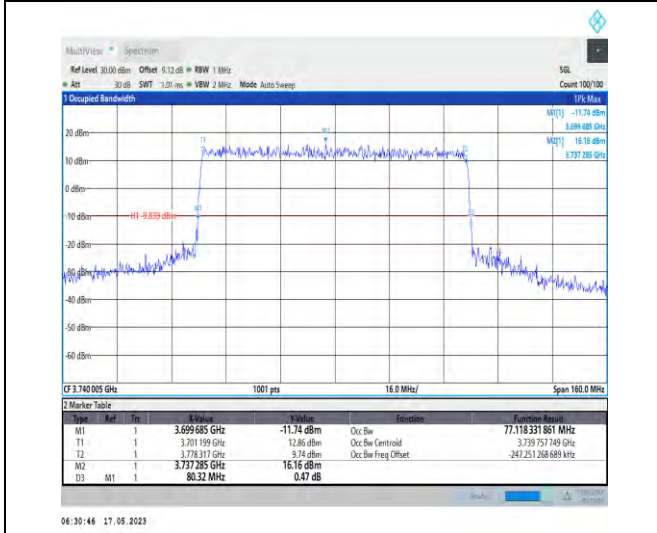 MultiView Spectrum
Ref Level 30.00 dBm Offset 9.12 dB RBW 1 MHz SGL
Att 30 dB SWT 1.01 ms VBW 2 MHz Mode Auto Sweep Count 100/100
1 Occupied Bandwidth 1Pk Max
M1[1] -11.74 dBm
3.699 685 GHz
M2[1] 16.16 dBm
3.737 285 GHz
20 dBm
T1
10 dBm
0 dBm
M1
-10 dBm H1 -9.839 dBm
-20 dBm
-30 dBm
-40 dBm
-50 dBm
-60 dBm
CF 3.740 005 GHz 1001 pts 16.0 MHz/ Span 160.0 MHz
2 Marker Table
Type Ref Trc X-Value Y-Value Function Function Result
M1 1 3.699 685 GHz -11.74 dBm Occ Bw 77.118 331 861 MHz
T1 1 3.701 199 GHz 12.86 dBm Occ Bw Centroid 3.739 757 749 GHz
T2 1 3.778 317 GHz 9.74 dBm Occ Bw Freq Offset -247.251 268 689 kHz
M2 1 3.737 285 GHz 16.16 dBm
D3 M1 1 80.32 MHz 0.47 dB
06:30:46 17.05.2023